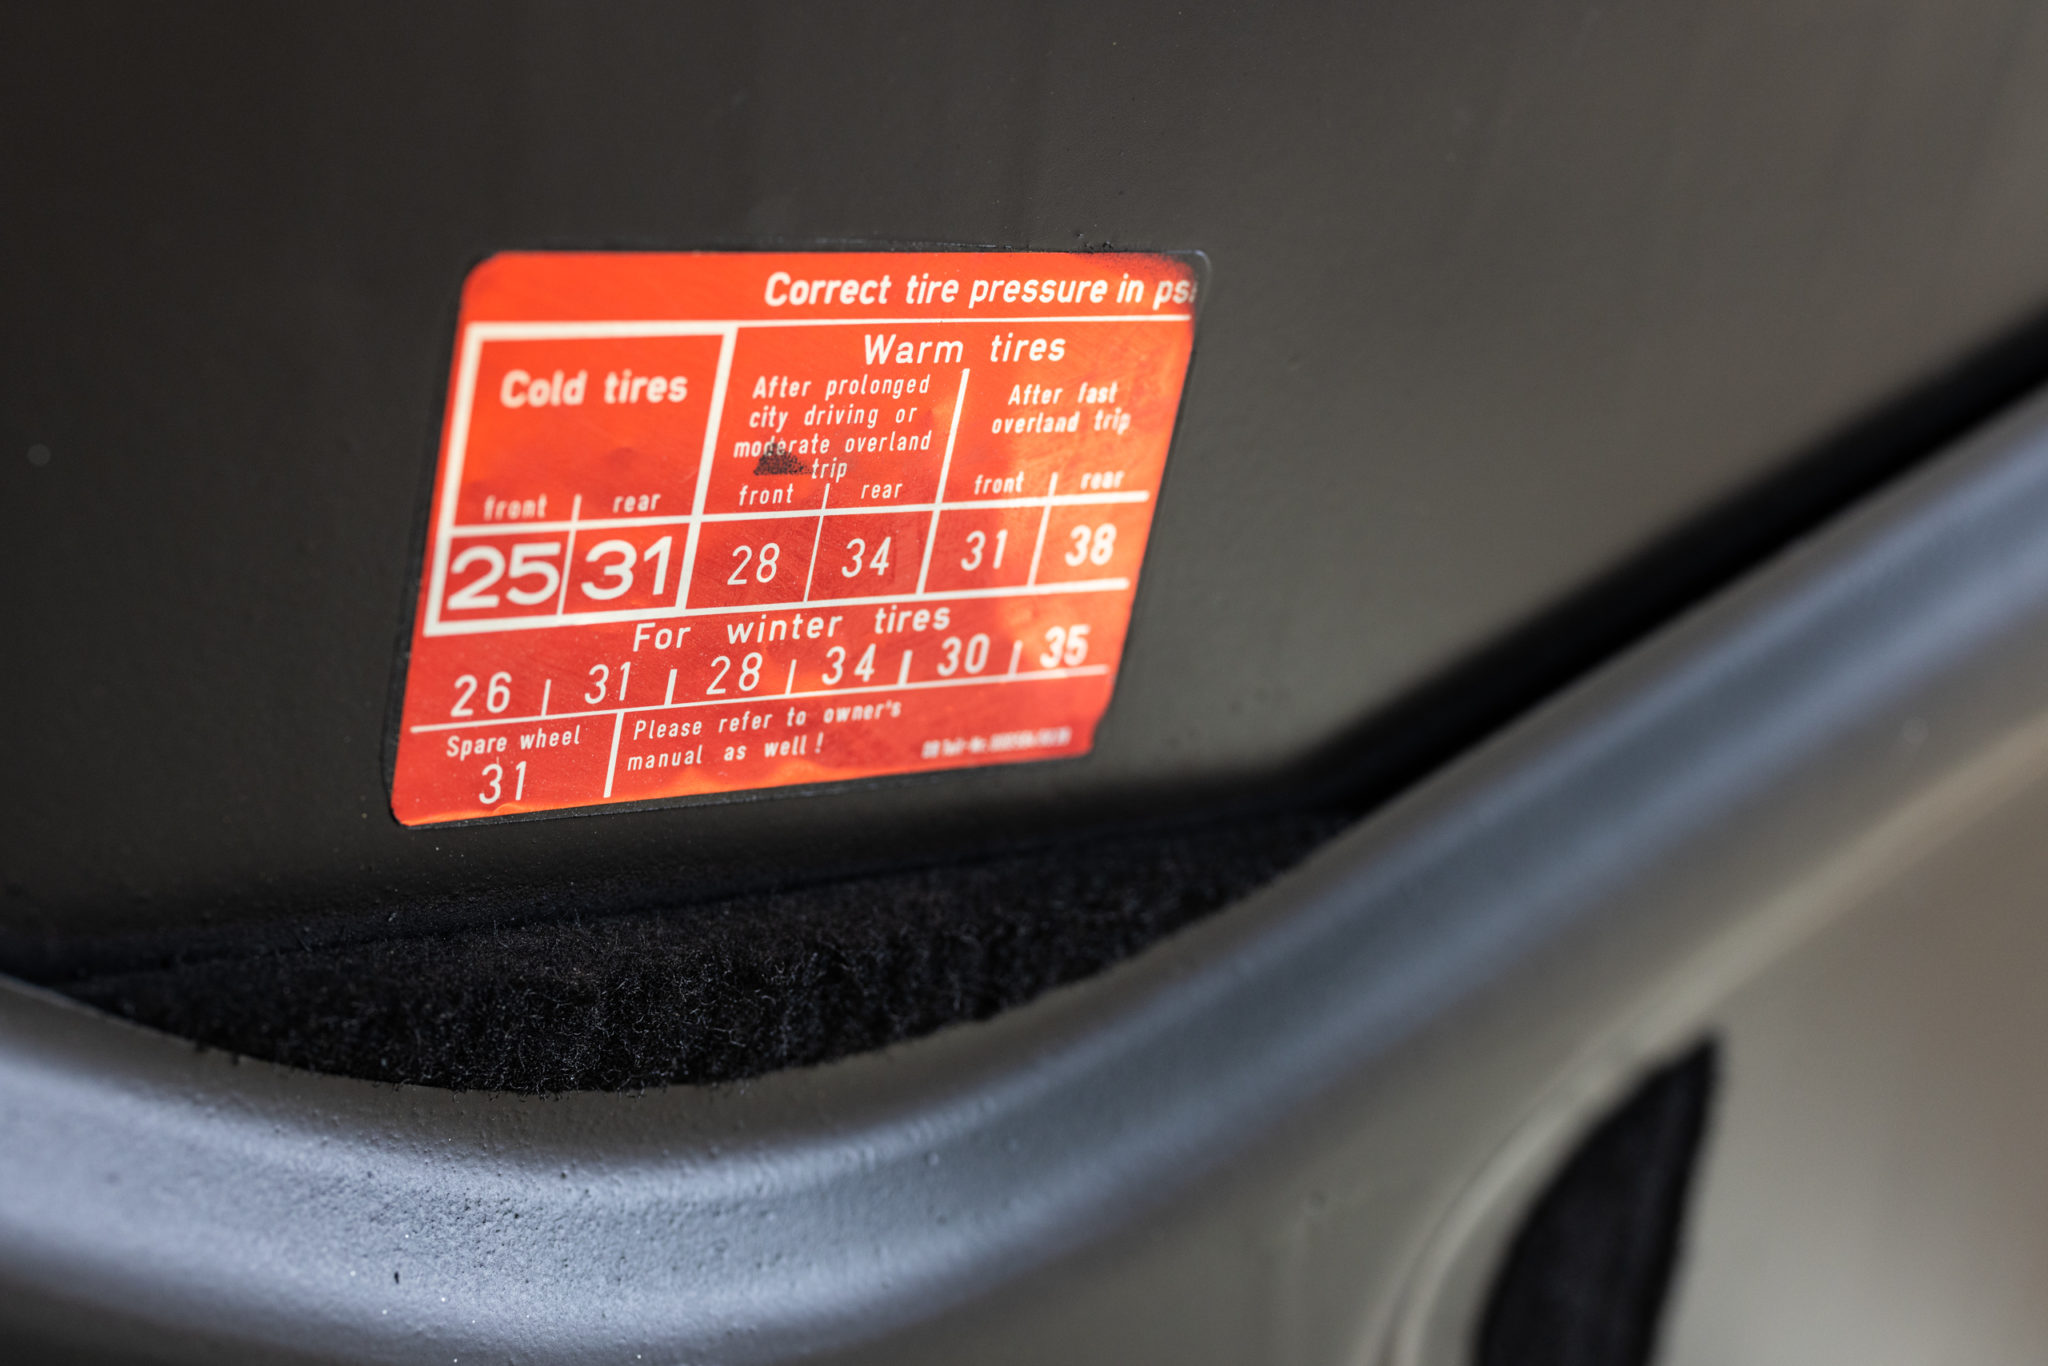 Correct tire pressure in ps
Cold tires
front rear
25 31
Warm tires
After prolonged
city driving or
moderate overland
trip
front rear
28 34
After fast
overland trip
front rear
31 38
For winter tires
26 31 28 34 30 35
Spare wheel
31
Please refer to owner's
manual as well!